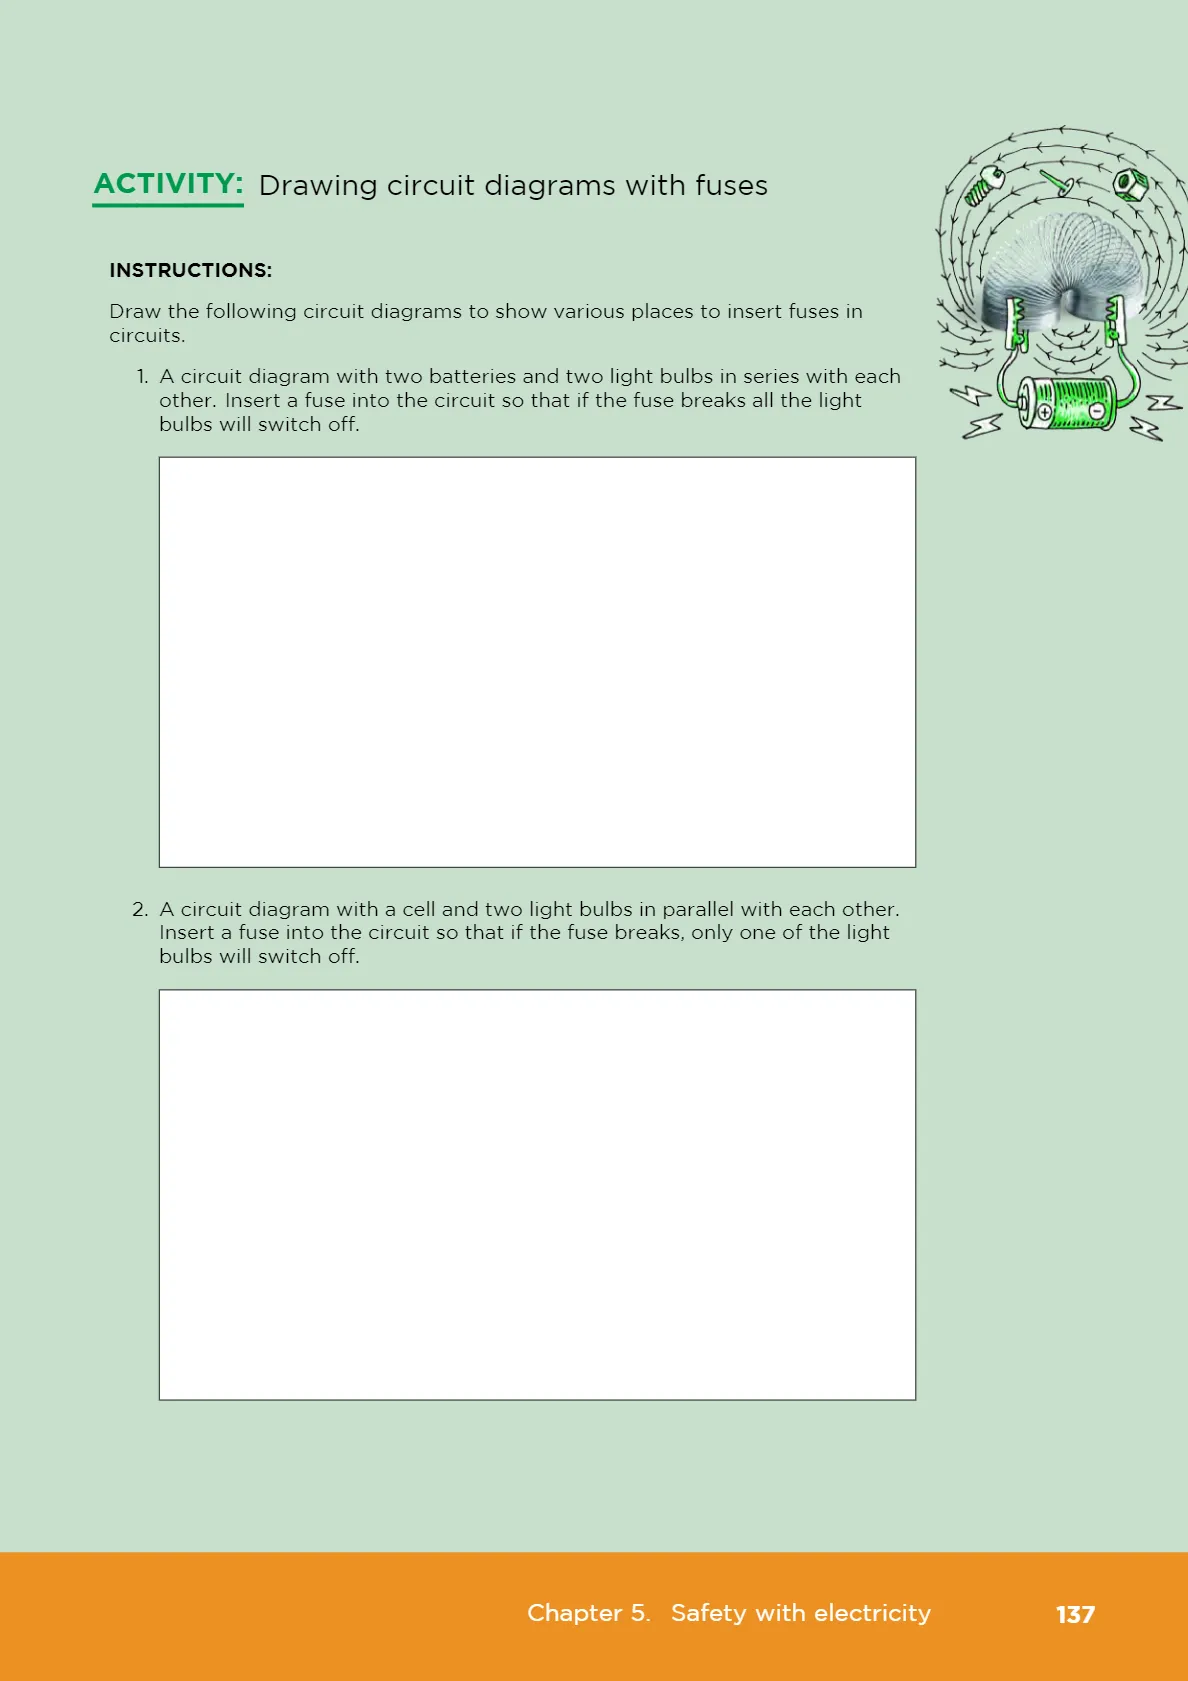 ACTIVITY: Drawing circuit diagrams with fuses
INSTRUCTIONS:
Draw the following circuit diagrams to show various places to insert fuses in
circuits.
1. A circuit diagram with two batteries and two light bulbs in series with each
other. Insert a fuse into the circuit so that if the fuse breaks all the light
bulbs will switch off.
2. A circuit diagram with a cell and two light bulbs in parallel with each other.
Insert a fuse into the circuit so that if the fuse breaks, only one of the light
bulbs will switch off.
Chapter 5. Safety with electricity 137